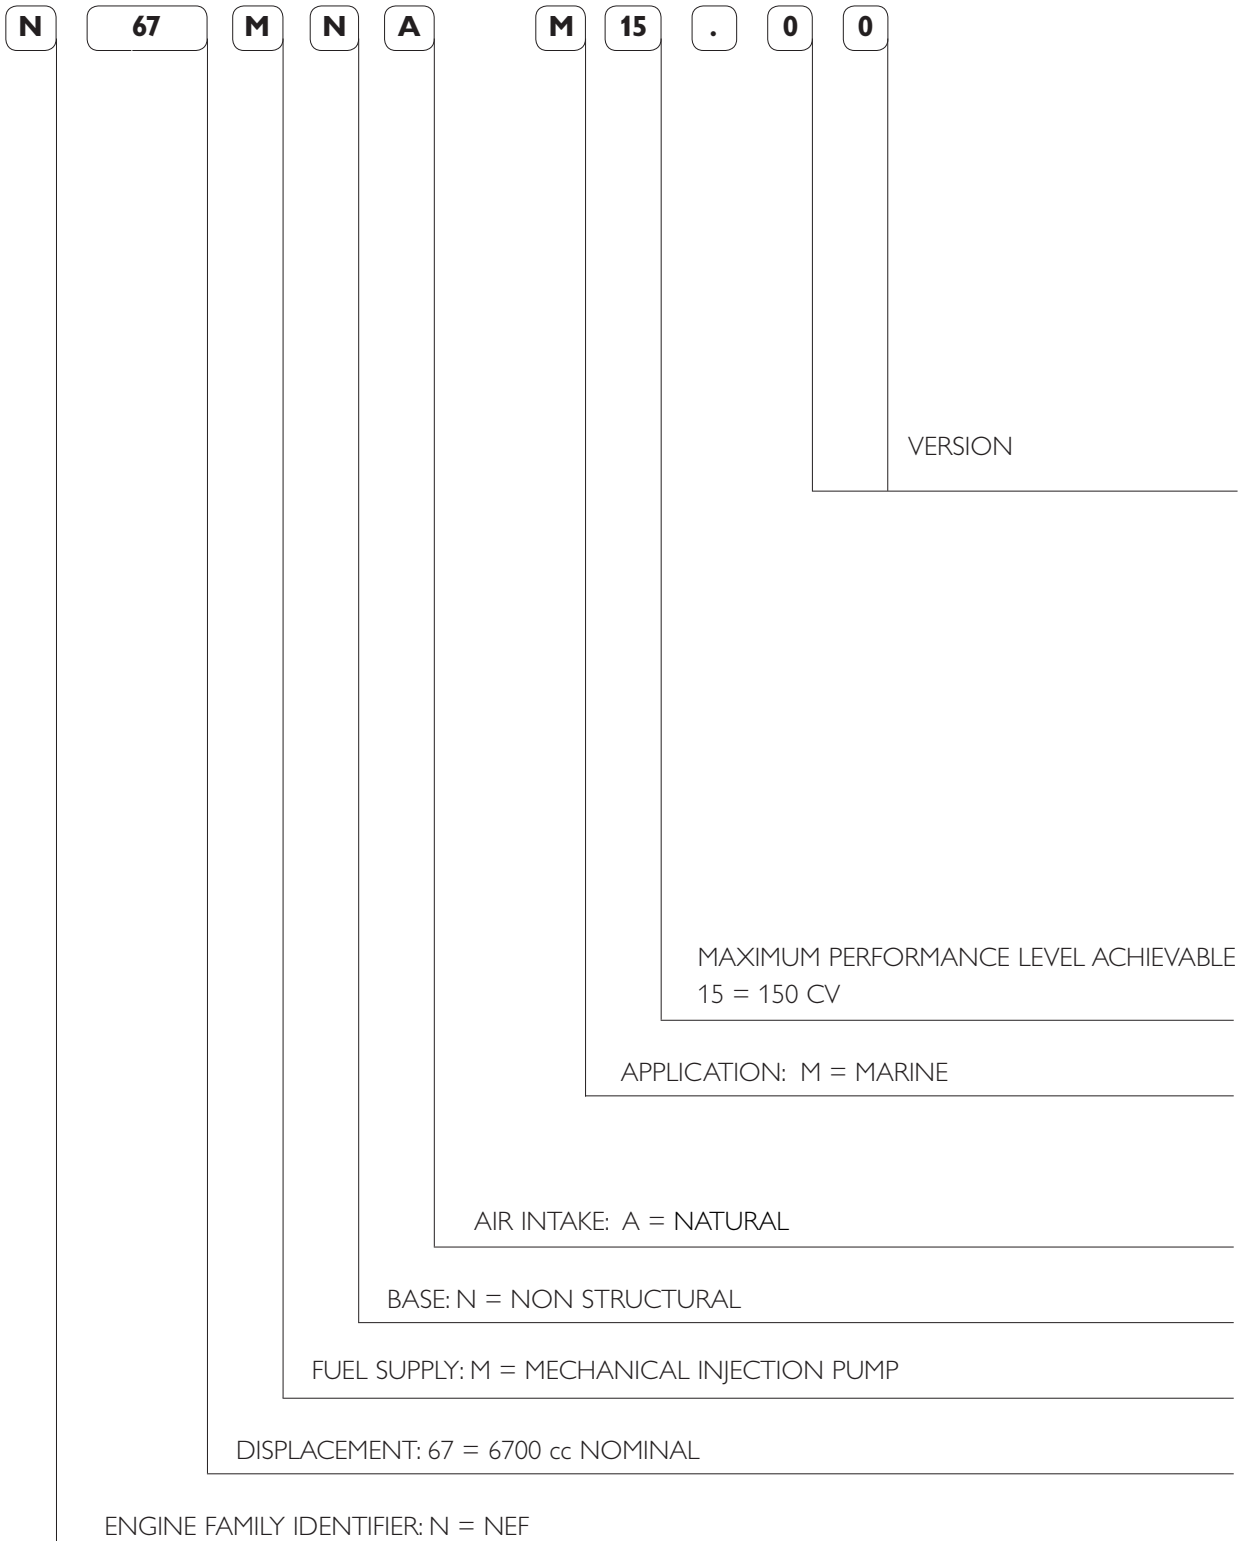 N 67 M N A M 15 . 0 0
VERSION
MAXIMUM PERFORMANCE LEVEL ACHIEVABLE
15 = 150 CV
APPLICATION: M = MARINE
AIR INTAKE: A = NATURAL
BASE: N = NON STRUCTURAL
FUEL SUPPLY: M = MECHANICAL INJECTION PUMP
DISPLACEMENT: 67 = 6700 cc NOMINAL
ENGINE FAMILY IDENTIFIER: N = NEF